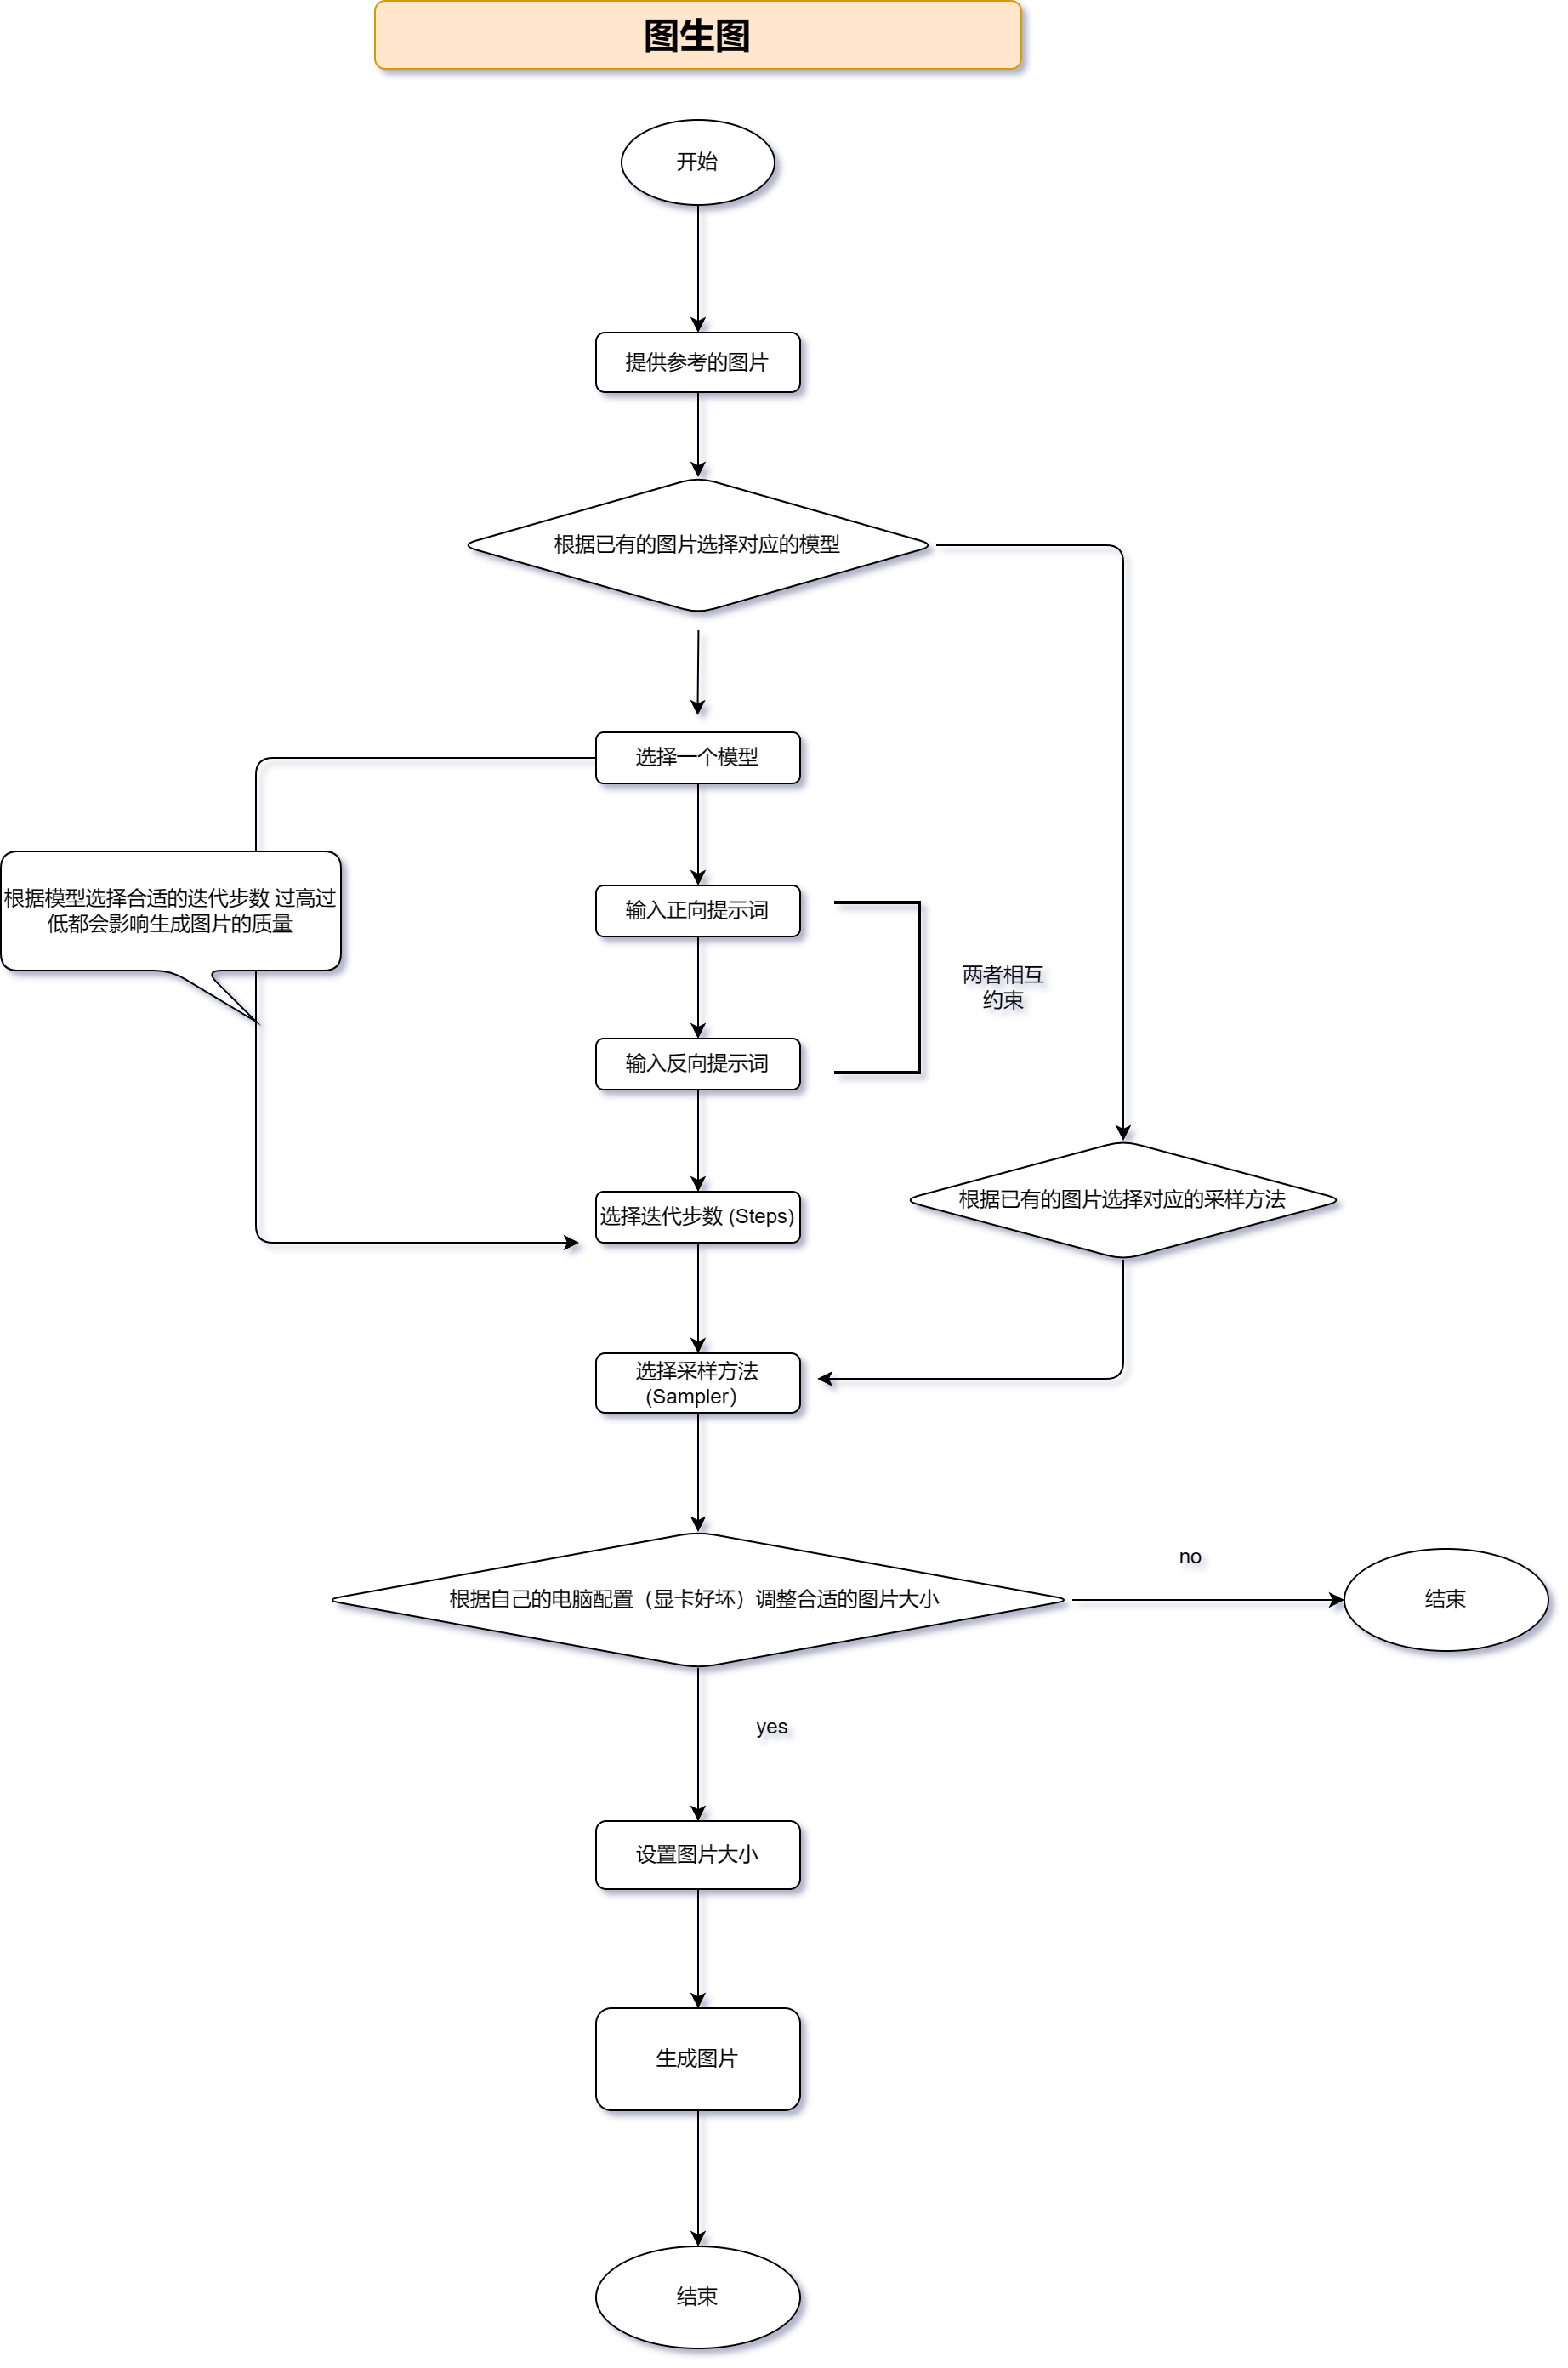 图生图
开始
提供参考的图片
根据已有的图片选择对应的模型
选择一个模型
根据模型选择合适的迭代步数 过高过
低都会影响生成图片的质量
输入正向提示词
两者相互
约束
输入反向提示词
选择迭代步数 (Steps)
根据已有的图片选择对应的采样方法
选择采样方法
(Sampler）
根据自己的电脑配置（显卡好坏）调整合适的图片大小
no
结束
yes
设置图片大小
生成图片
结束